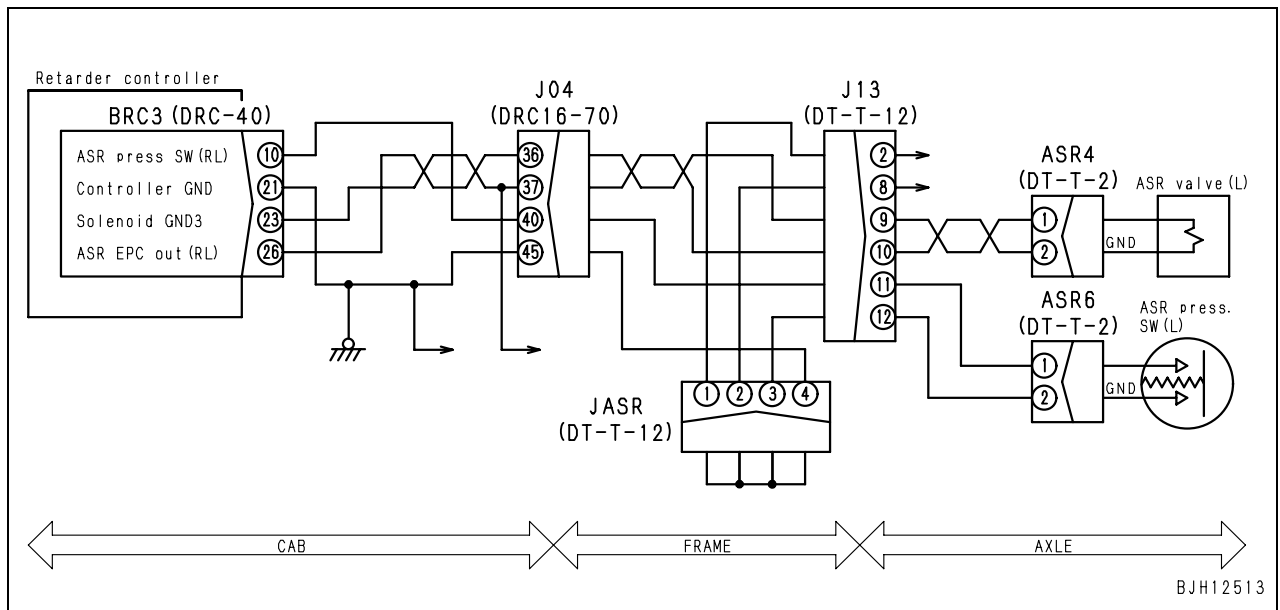 Retarder controller
BRC3 (DRC-40)
ASR press SW(RL)
10
Controller GND
21
Solenoid GND3
23
ASR EPC out(RL)
26
J04
(DRC16-70)
36
37
40
45
J13
(DT-T-12)
2
8
9
10
11
12
ASR4
(DT-T-2)
1
2
GND
ASR valve(L)
ASR6
(DT-T-2)
1
2
GND
ASR press.
SW(L)
JASR
(DT-T-12)
1
2
3
4
CAB
FRAME
AXLE
BJH12513